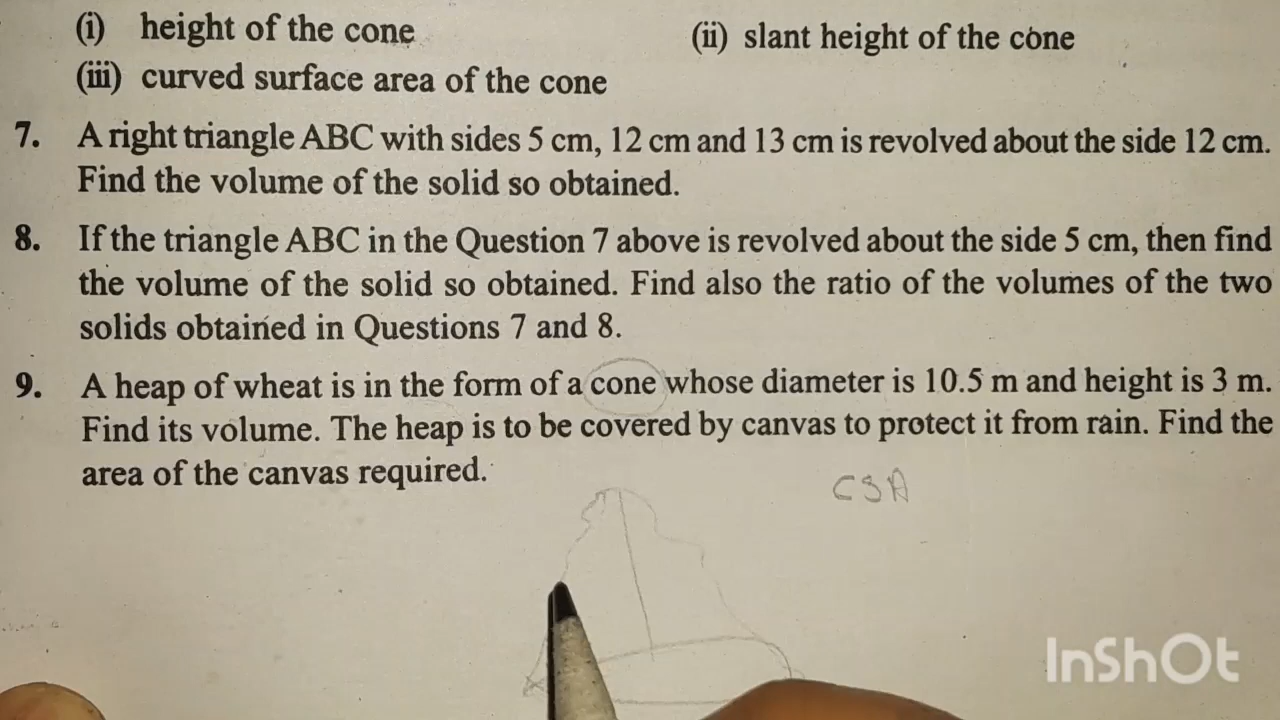 (i) height of the cone (ii) slant height of the cone
(iii) curved surface area of the cone
7. A right triangle ABC with sides 5 cm, 12 cm and 13 cm is revolved about the side 12 cm.
Find the volume of the solid so obtained.
8. If the triangle ABC in the Question 7 above is revolved about the side 5 cm, then find
the volume of the solid so obtained. Find also the ratio of the volumes of the two
solids obtained in Questions 7 and 8.
9. A heap of wheat is in the form of a cone whose diameter is 10.5 m and height is 3 m.
Find its volume. The heap is to be covered by canvas to protect it from rain. Find the
area of the canvas required.
CSA
InShOt